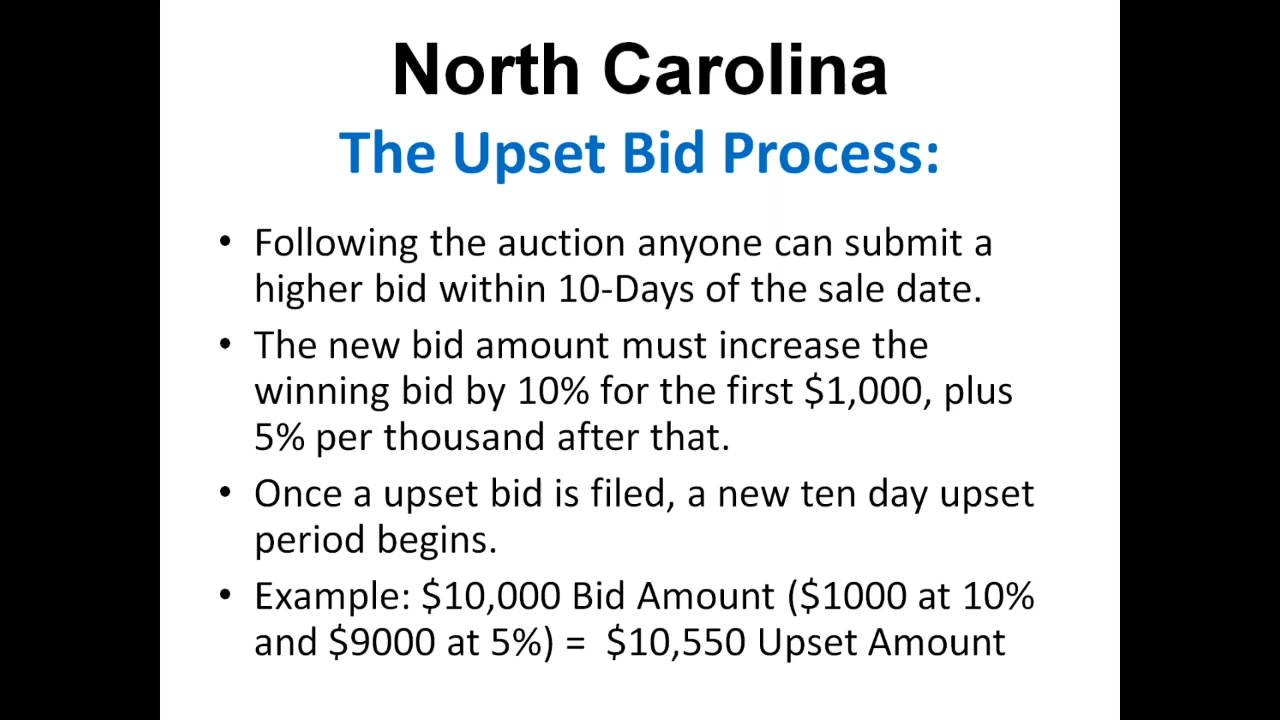 North Carolina
The Upset Bid Process:
• Following the auction anyone can submit a
higher bid within 10-Days of the sale date.
• The new bid amount must increase the
winning bid by 10% for the first $1,000, plus
5% per thousand after that.
• Once a upset bid is filed, a new ten day upset
period begins.
• Example: $10,000 Bid Amount ($1000 at 10%
and $9000 at 5%) =  $10,550 Upset Amount